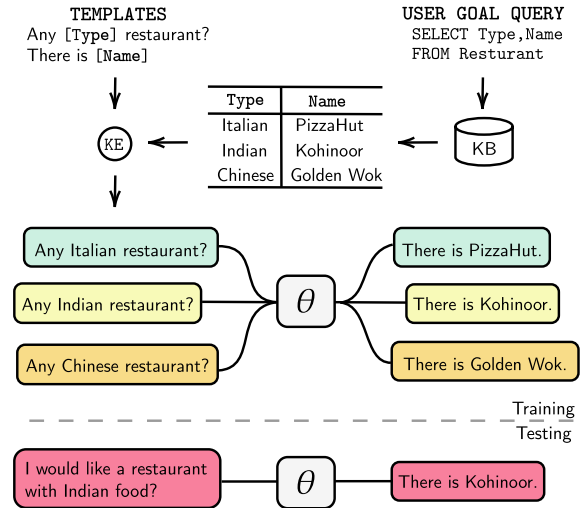 TEMPLATES
Any [Type] restaurant?
There is [Name]
USER GOAL QUERY
SELECT Type,Name
FROM Resturant
Type Name
Italian PizzaHut
Indian Kohinoor
Chinese Golden Wok
KE
KB
Any Italian restaurant?
There is PizzaHut.
Any Indian restaurant?
θ
There is Kohinoor.
Any Chinese restaurant?
There is Golden Wok.
Training
Testing
I would like a restaurant
with Indian food?
θ
There is Kohinoor.